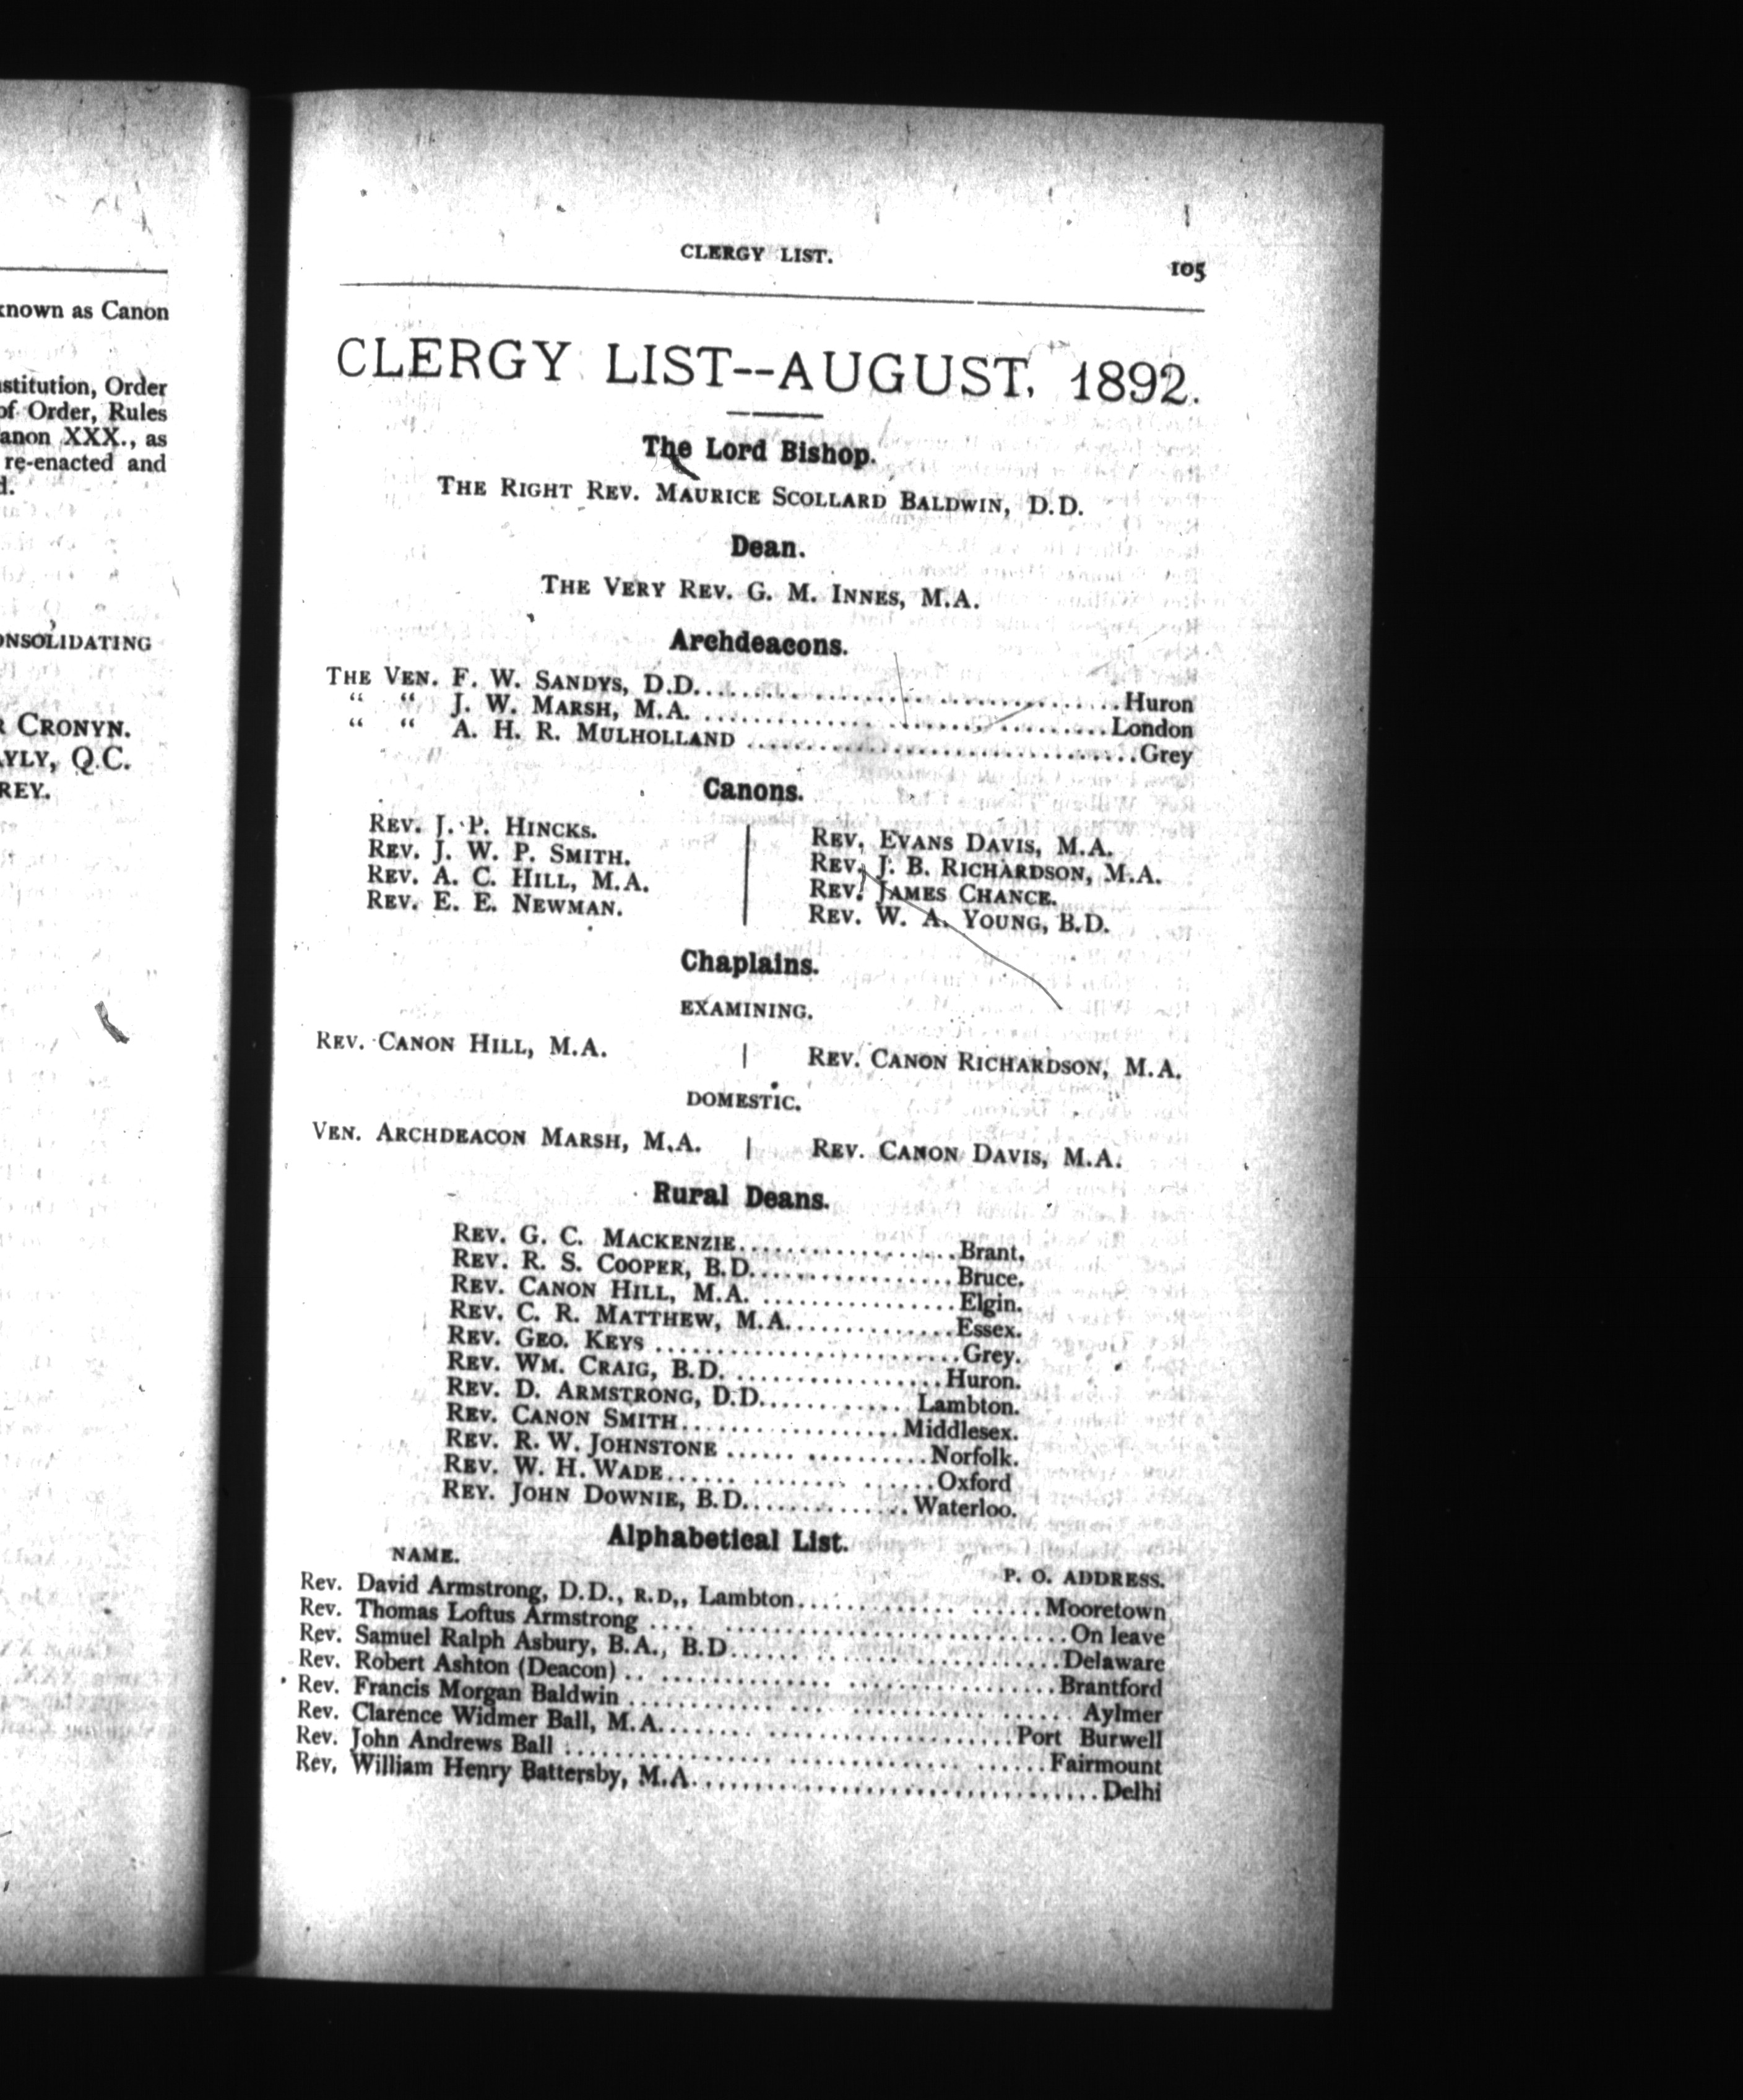 known as Canon
stitution, Order
of Order, Rules
anon XXX., as
re-enacted and
d.
ONSOLIDATING
R CRONYN.
AYLY, Q.C.
REY.
CLERGY LIST.
105
CLERGY LIST--AUGUST, 1892.
The Lord Bishop.
THE RIGHT REV. MAURICE SCOLLARD BALDWIN, D.D.
Dean.
THE VERY REV. G. M. INNES, M.A.
Archdeacons.
THE VEN. F. W. SANDYS, D.D. Huron
“ “ J. W. MARSH, M.A. London
“ “ A. H. R. MULHOLLAND Grey
Canons.
REV. J. P. HINCKS.
REV. J. W. P. SMITH.
REV. A. C. HILL, M.A.
REV. E. E. NEWMAN.
REV. EVANS DAVIS, M.A.
REV. J. B. RICHARDSON, M.A.
REV. JAMES CHANCE.
REV. W. A. YOUNG, B.D.
Chaplains.
EXAMINING.
REV. CANON HILL, M.A. | REV. CANON RICHARDSON, M.A.
DOMESTIC.
VEN. ARCHDEACON MARSH, M.A. | REV. CANON DAVIS, M.A.
Rural Deans.
REV. G. C. MACKENZIE Brant.
REV. R. S. COOPER, B.D. Bruce.
REV. CANON HILL, M.A. Elgin.
REV. C. R. MATTHEW, M.A. Essex.
REV. GEO. KEYS Grey.
REV. WM. CRAIG, B.D. Huron.
REV. D. ARMSTRONG, D.D. Lambton.
REV. CANON SMITH Middlesex.
REV. R. W. JOHNSTONE Norfolk.
REV. W. H. WADE Oxford
REV. JOHN DOWNIE, B.D. Waterloo.
Alphabetical List.
NAME. P. O. ADDRESS.
Rev. David Armstrong, D.D., R.D,, Lambton Mooretown
Rev. Thomas Loftus Armstrong On leave
Rev. Samuel Ralph Asbury, B.A., B.D. Delaware
Rev. Robert Ashton (Deacon) Brantford
Rev. Francis Morgan Baldwin Aylmer
Rev. Clarence Widmer Ball, M.A. Port Burwell
Rev. John Andrews Ball Fairmount
Rev. William Henry Battersby, M.A. Delhi